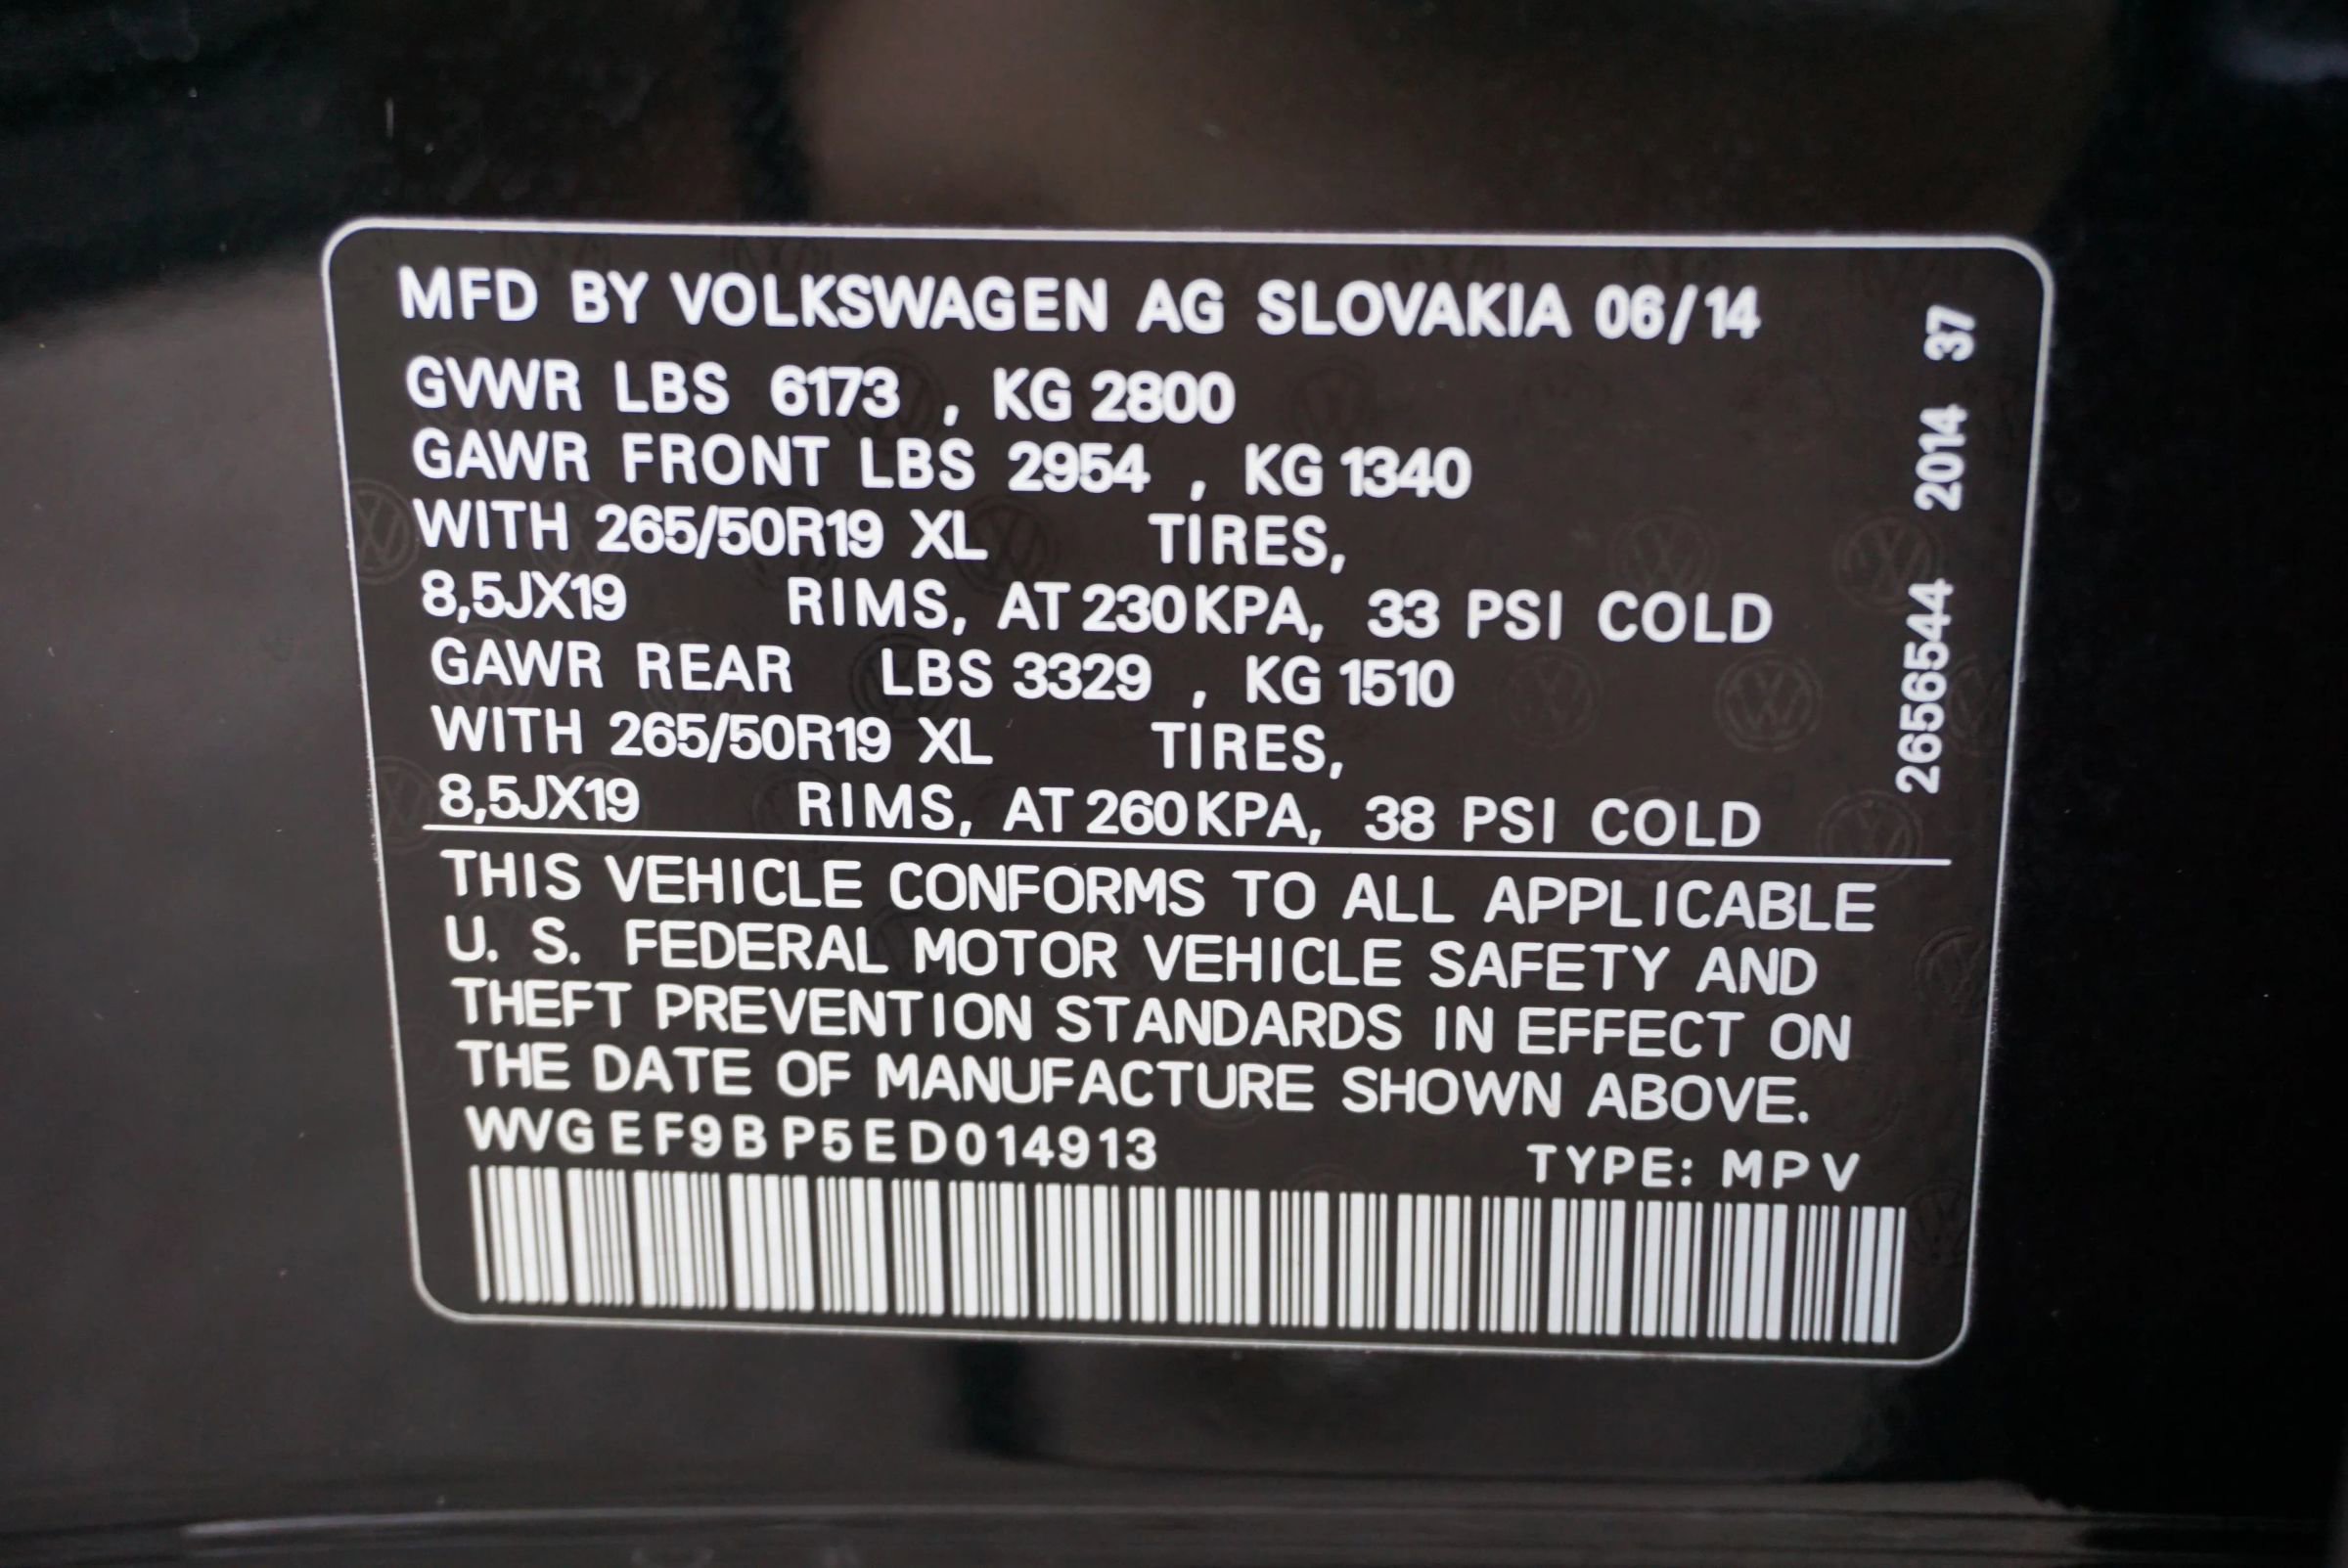 MFD BY VOLKSWAGEN AG SLOVAKIA 06/14
GVWR LBS 6173 , KG 2800
GAWR FRONT LBS 2954 , KG 1340
WITH 265/50R19 XL TIRES,
8,5JX19 RIMS, AT 230KPA, 33 PSI COLD
GAWR REAR LBS 3329 , KG 1510
WITH 265/50R19 XL TIRES,
8,5JX19 RIMS, AT 260KPA, 38 PSI COLD
THIS VEHICLE CONFORMS TO ALL APPLICABLE
U. S. FEDERAL MOTOR VEHICLE SAFETY AND
THEFT PREVENTION STANDARDS IN EFFECT ON
THE DATE OF MANUFACTURE SHOWN ABOVE.
WVGEF9BP5ED014913 TYPE: MPV
2656544 2014 37